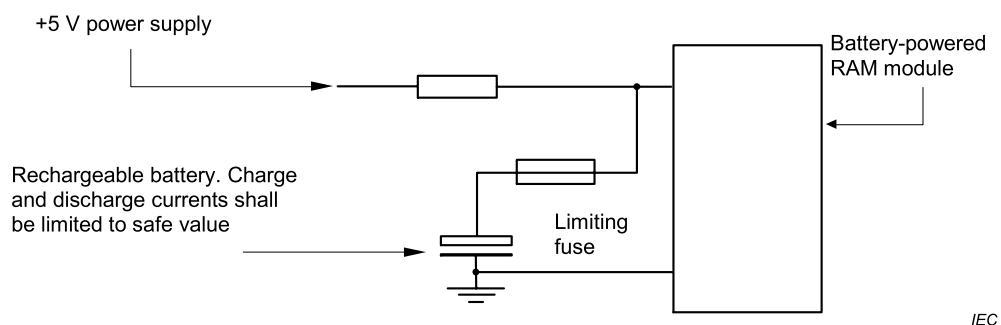 +5 V power supply
Battery-powered
RAM module
Rechargeable battery. Charge
and discharge currents shall
be limited to safe value
Limiting
fuse
IEC